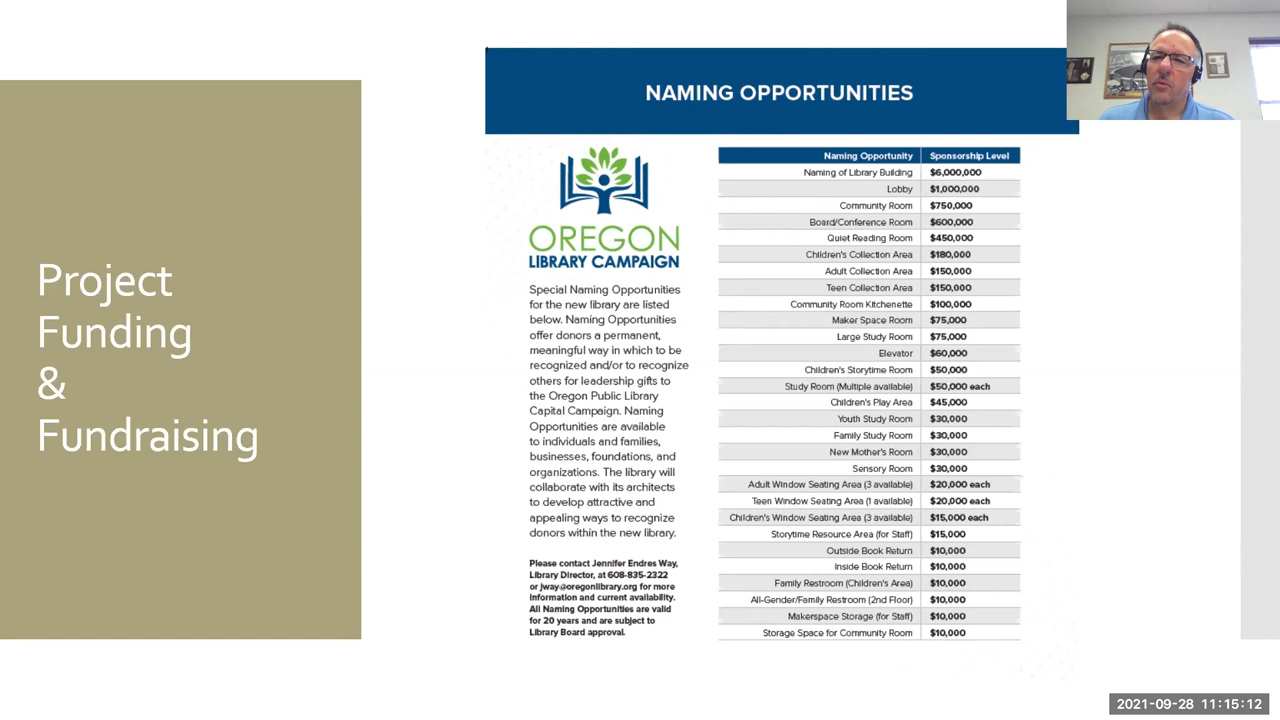 Project
Funding
&
Fundraising
NAMING OPPORTUNITIES
OREGON
LIBRARY CAMPAIGN
Special Naming Opportunities
for the new library are listed
below. Naming Opportunities
offer donors a permanent,
meaningful way in which to be
recognized and/or to recognize
others for leadership gifts to
the Oregon Public Library
Capital Campaign. Naming
Opportunities are available
to individuals and families,
businesses, foundations, and
organizations. The library will
collaborate with its architects
to develop attractive and
appealing ways to recognize
donors within the new library.
Please contact Jennifer Endres Way,
Library Director, at 608-835-2322
or jway@oregonlibrary.org for more
information and current availability.
All Naming Opportunities are valid
for 20 years and are subject to
Library Board approval.
Naming Opportunity Sponsorship Level
Naming of Library Building $6,000,000
Lobby $1,000,000
Community Room $750,000
Board/Conference Room $600,000
Quiet Reading Room $450,000
Children's Collection Area $180,000
Adult Collection Area $150,000
Teen Collection Area $150,000
Community Room Kitchenette $100,000
Maker Space Room $75,000
Large Study Room $75,000
Elevator $60,000
Children's Storytime Room $50,000
Study Room (Multiple available) $50,000 each
Children's Play Area $45,000
Youth Study Room $30,000
Family Study Room $30,000
New Mother's Room $30,000
Sensory Room $30,000
Adult Window Seating Area (3 available) $20,000 each
Teen Window Seating Area (1 available) $20,000 each
Children's Window Seating Area (3 available) $15,000 each
Storytime Resource Area (for Staff) $15,000
Outside Book Return $10,000
Inside Book Return $10,000
Family Restroom (Children's Area) $10,000
All-Gender/Family Restroom (2nd Floor) $10,000
Makerspace Storage (for Staff) $10,000
Storage Space for Community Room $10,000
2021-09-28 11:15:12